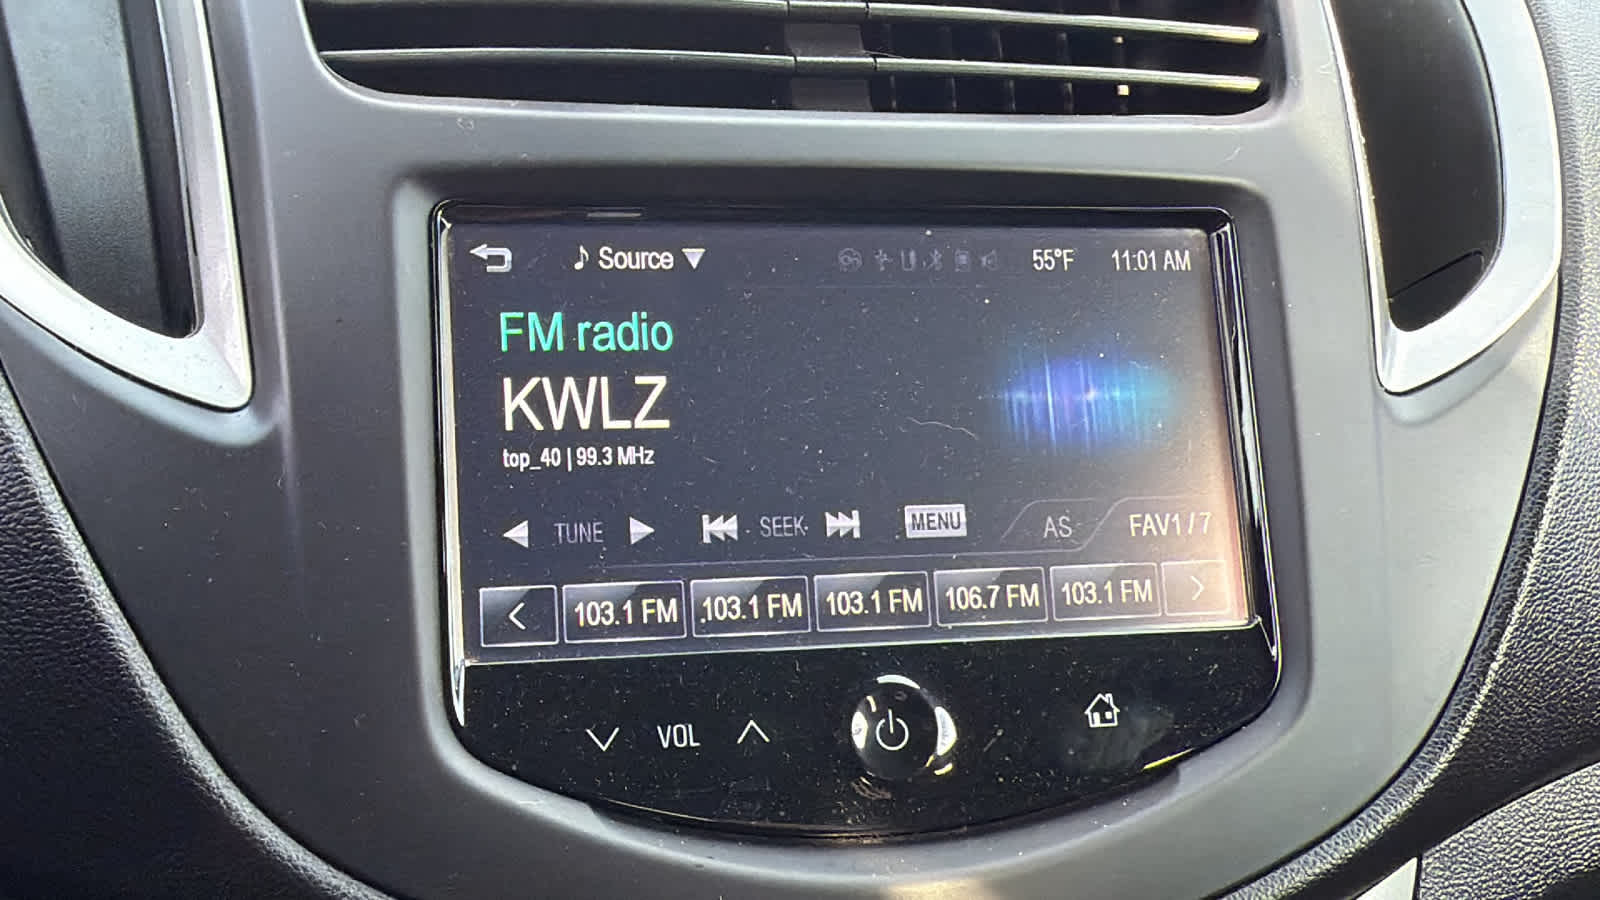 Source 55°F 11:01 AM
FM radio
KWLZ
top_40 | 99.3 MHz
TUNE SEEK MENU AS FAV1 / 7
< 103.1 FM 103.1 FM 103.1 FM 106.7 FM 103.1 FM >
VOL